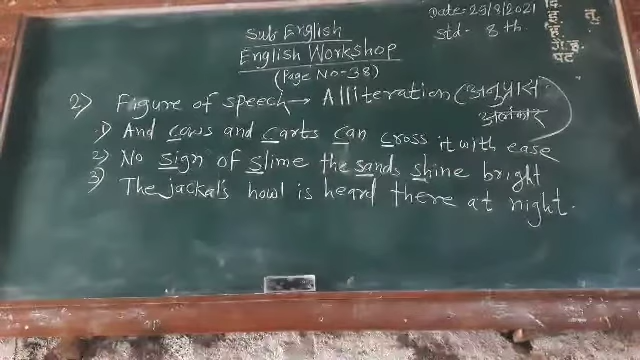 Sub English
English Workshop
(Page No-38)
Date: 29/9/2021
Std - 8th
2) Figure of speech → Alliteration (अनुप्रास
अलंकार)
1) And cows and carts can cross it with ease
2) No sign of slime the sands shine bright
3) The jackal's howl is heard there at night.